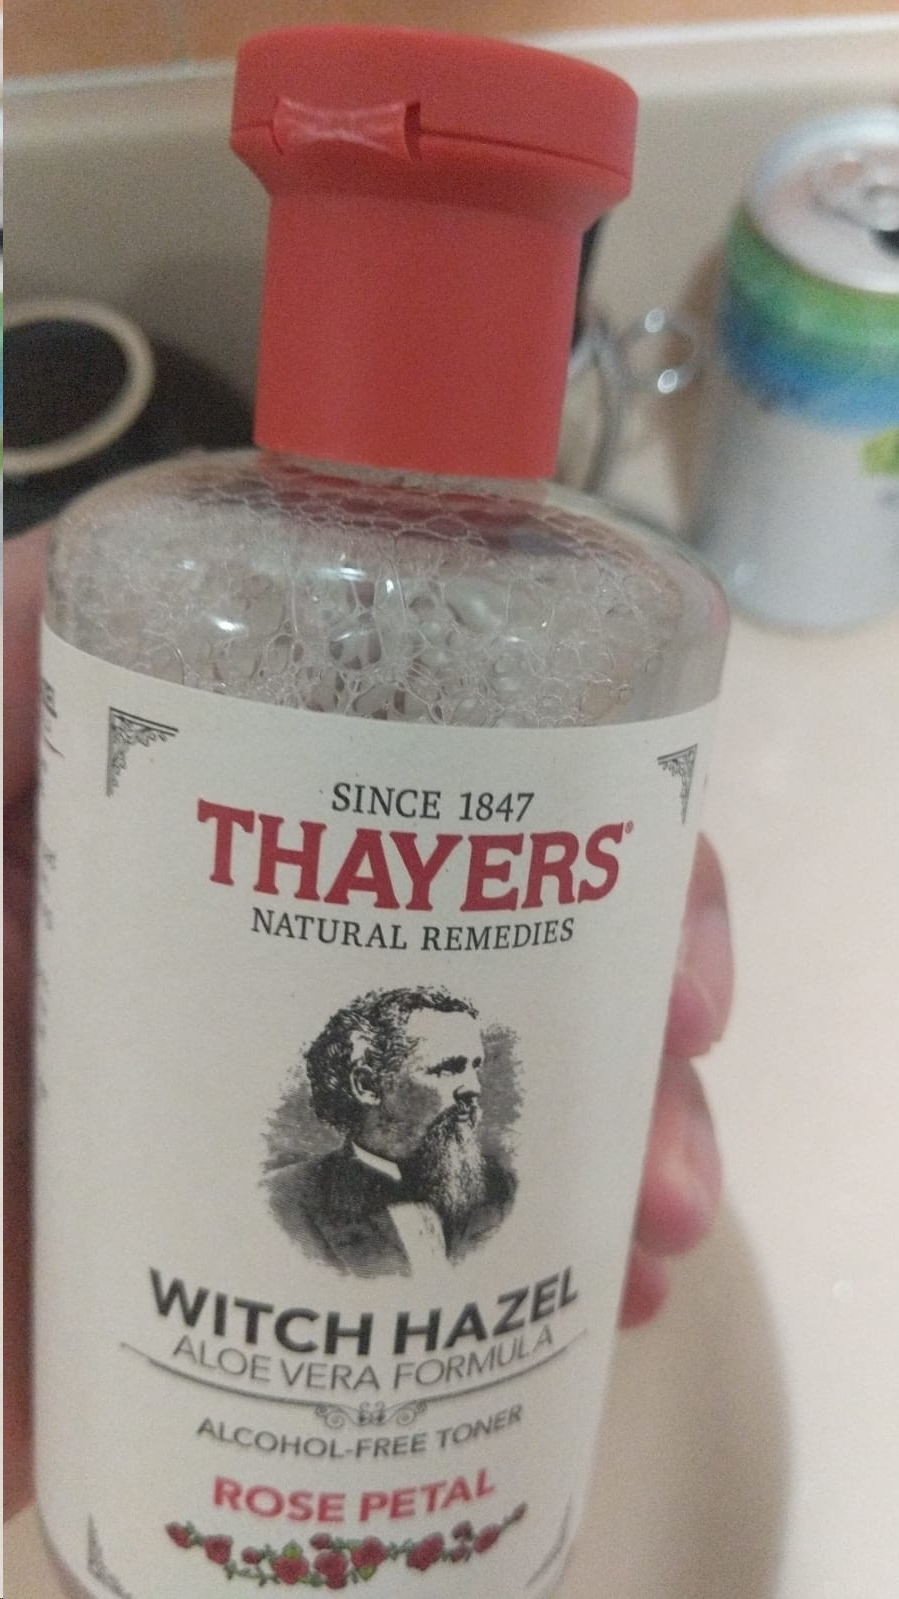 SINCE 1847
THAYERS®
NATURAL REMEDIES
WITCH HAZEL
ALOE VERA FORMULA
ALCOHOL-FREE TONER
ROSE PETAL